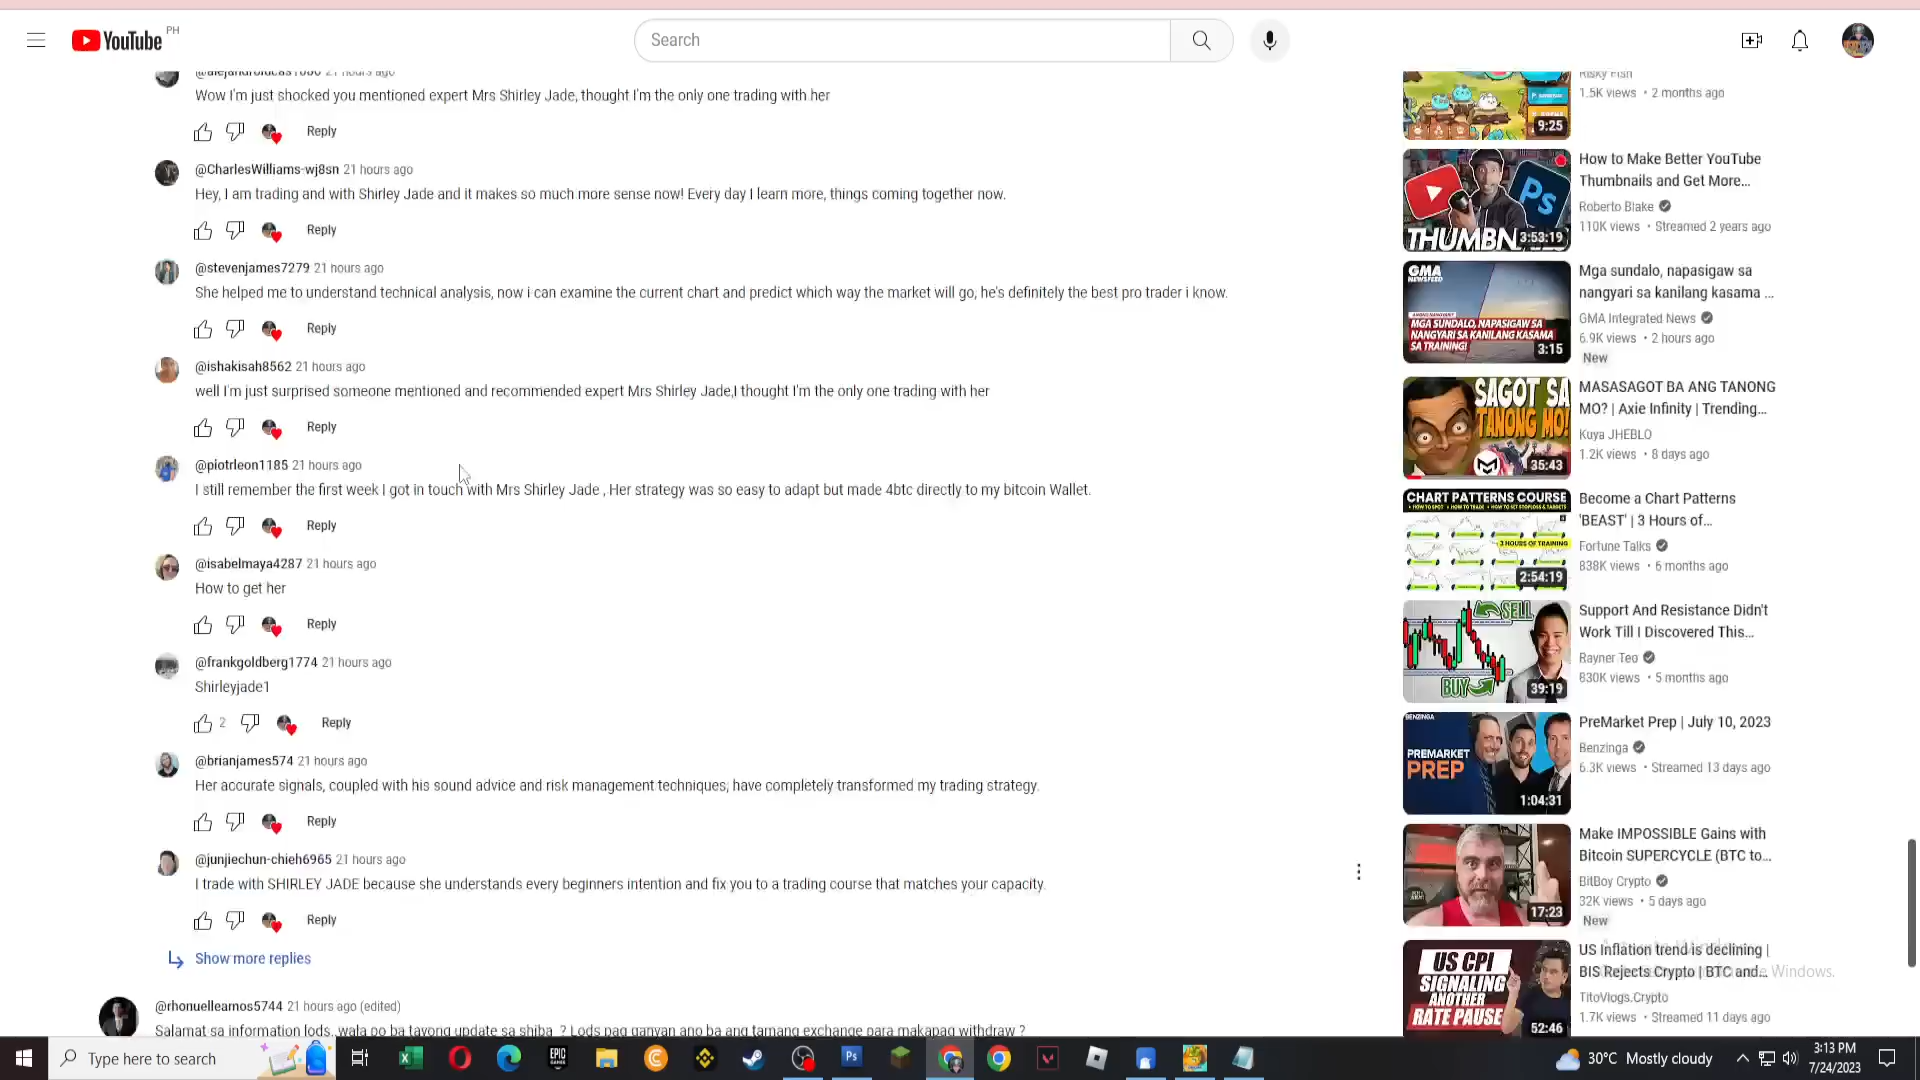 YouTube PH
Search
@alejandrolucas1080 21 hours ago
Wow I'm just shocked you mentioned expert Mrs Shirley Jade, thought I'm the only one trading with her
Reply
@CharlesWilliams-wj8sn 21 hours ago
Hey, I am trading and with Shirley Jade and it makes so much more sense now! Every day I learn more, things coming together now.
Reply
@stevenjames7279 21 hours ago
She helped me to understand technical analysis, now i can examine the current chart and predict which way the market will go, he's definitely the best pro trader i know.
Reply
@ishakisah8562 21 hours ago
well I'm just surprised someone mentioned and recommended expert Mrs Shirley Jade,I thought I'm the only one trading with her
Reply
@piotrleon1185 21 hours ago
I still remember the first week I got in touch with Mrs Shirley Jade , Her strategy was so easy to adapt but made 4btc directly to my bitcoin Wallet.
Reply
@isabelmaya4287 21 hours ago
How to get her
Reply
@frankgoldberg1774 21 hours ago
Shirleyjade1
2
Reply
@brianjames574 21 hours ago
Her accurate signals, coupled with his sound advice and risk management techniques; have completely transformed my trading strategy.
Reply
@junjiechun-chieh6965 21 hours ago
I trade with SHIRLEY JADE because she understands every beginners intention and fix you to a trading course that matches your capacity.
Reply
Show more replies
@rhonuelleamos5744 21 hours ago (edited)
Salamat sa information lods.. wala po ba tayong update sa shiba ? Lods pag ganyan ano ba ang tamang exchange para makapag withdraw ?
Risky Fish
1.5K views • 2 months ago
9:25
How to Make Better YouTube
Thumbnails and Get More...
Roberto Blake
110K views • Streamed 2 years ago
Ps
THUMBN
3:53:19
Mga sundalo, napasigaw sa
nangyari sa kanilang kasama ...
GMA Integrated News
6.9K views • 2 hours ago
New
GMA
NEWSFEED
MGA SUNDALO, NAPASIGAW SA
NANGYARI SA KANILANG KASAMA
SA TRAINING!
3:15
MASASAGOT BA ANG TANONG
MO? | Axie Infinity | Trending...
Kuya JHEBLO
1.2K views • 8 days ago
SAGOT SA
TANONG MO!
35:43
Become a Chart Patterns
'BEAST' | 3 Hours of...
Fortune Talks
838K views • 6 months ago
CHART PATTERNS COURSE
3 HOURS OF TRAINING
2:54:19
Support And Resistance Didn't
Work Till I Discovered This...
Rayner Teo
630K views • 5 months ago
SELL
BUY
39:19
PreMarket Prep | July 10, 2023
Benzinga
6.3K views • Streamed 13 days ago
BENZINGA
PREMARKET
PREP
1:04:31
Make IMPOSSIBLE Gains with
Bitcoin SUPERCYCLE (BTC to...
BitBoy Crypto
32K views • 5 days ago
New
17:23
US Inflation trend is declining |
BIS Rejects Crypto | BTC and...
TitoVlogs.Crypto
1.7K views • Streamed 11 days ago
US CPI
SIGNALING
ANOTHER
RATE PAUSE
52:46
Windows.
Type here to search
EPIC
GAMES
Ps
30°C Mostly cloudy
3:13 PM
7/24/2023